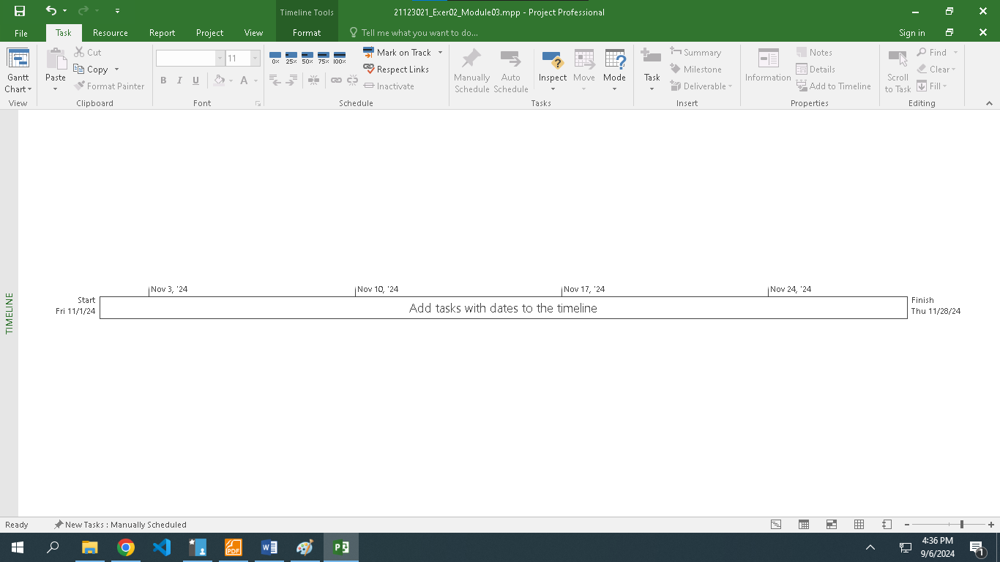 Timeline Tools
21123021_Exer02_Module03.mpp - Project Professional
File Task Resource Report Project View Format Tell me what you want to do... Sign in
Gantt Chart
View
Paste
Cut
Copy
Format Painter
Clipboard
11
B I U A
Font
0% 25% 50% 75% 100%
Mark on Track
Respect Links
Inactivate
Schedule
Manually Schedule
Auto Schedule
Inspect
Move
Mode
Tasks
Task
Summary
Milestone
Deliverable
Insert
Information
Notes
Details
Add to Timeline
Properties
Scroll to Task
Find
Clear
Fill
Editing
TIMELINE
Nov 3, '24 Nov 10, '24 Nov 17, '24 Nov 24, '24
Start
Fri 11/1/24
Add tasks with dates to the timeline
Finish
Thu 11/28/24
Ready New Tasks : Manually Scheduled
PDF
W
P
4:36 PM
9/6/2024
1